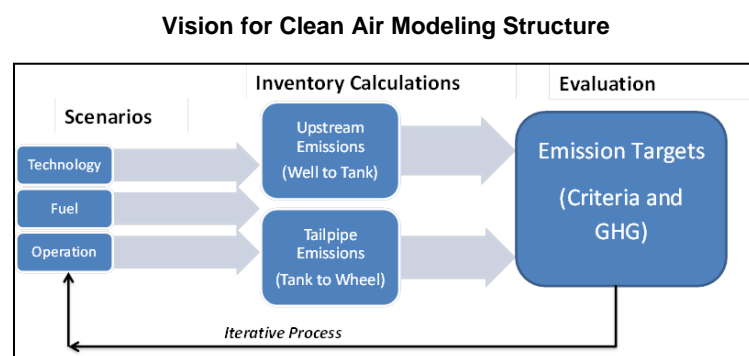 Vision for Clean Air Modeling Structure
Inventory Calculations
Evaluation
Scenarios
Technology
Fuel
Operation
Upstream
Emissions
(Well to Tank)
Tailpipe
Emissions
(Tank to Wheel)
Emission Targets
(Criteria and
GHG)
Iterative Process